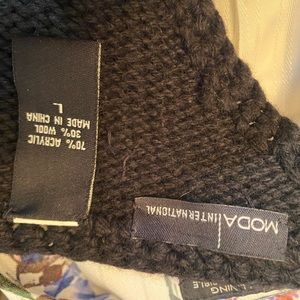 70% ACRYLIC
30% WOOL
MADE IN CHINA
L
MODA
INTERNATIONAL